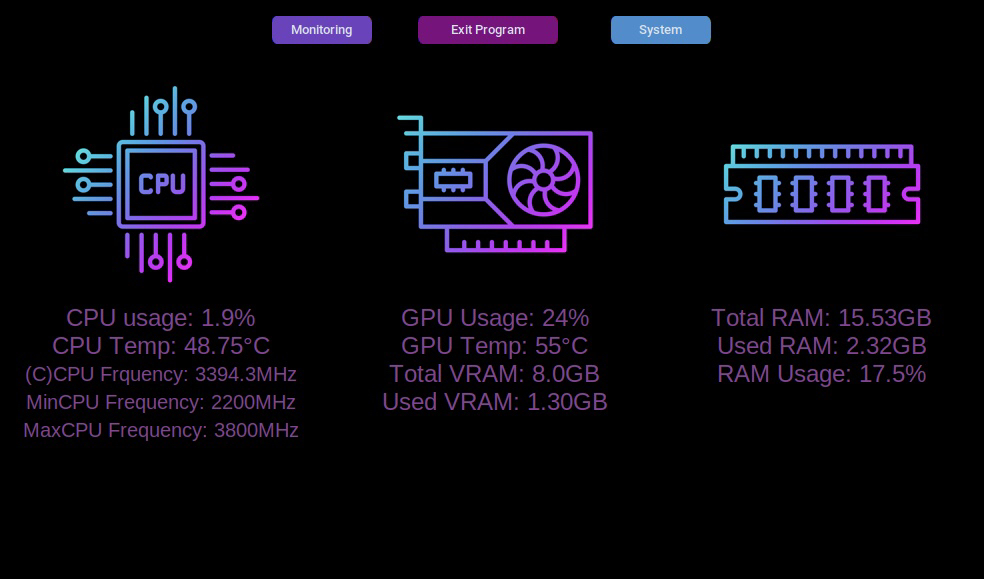 Monitoring
Exit Program
System
CPU
CPU usage: 1.9%
CPU Temp: 48.75°C
(C)CPU Frquency: 3394.3MHz
MinCPU Frequency: 2200MHz
MaxCPU Frequency: 3800MHz
GPU Usage: 24%
GPU Temp: 55°C
Total VRAM: 8.0GB
Used VRAM: 1.30GB
Total RAM: 15.53GB
Used RAM: 2.32GB
RAM Usage: 17.5%